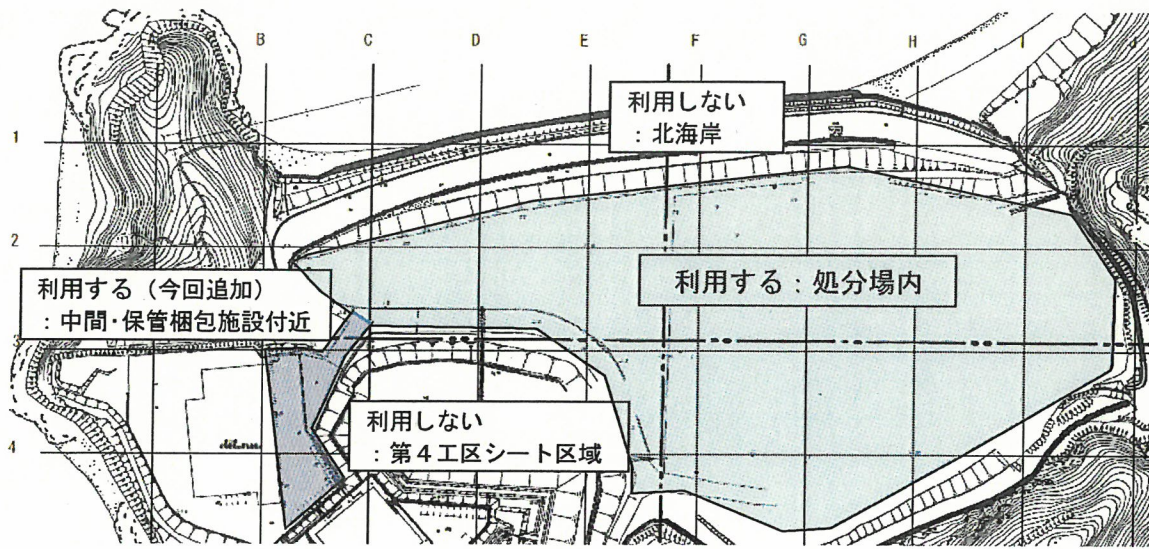 A B C D E F G H I J
利用しない
：北海岸
1
2
利用する（今回追加）
：中間・保管梱包施設付近
利用する：処分場内
3
利用しない
：第４工区シート区域
4